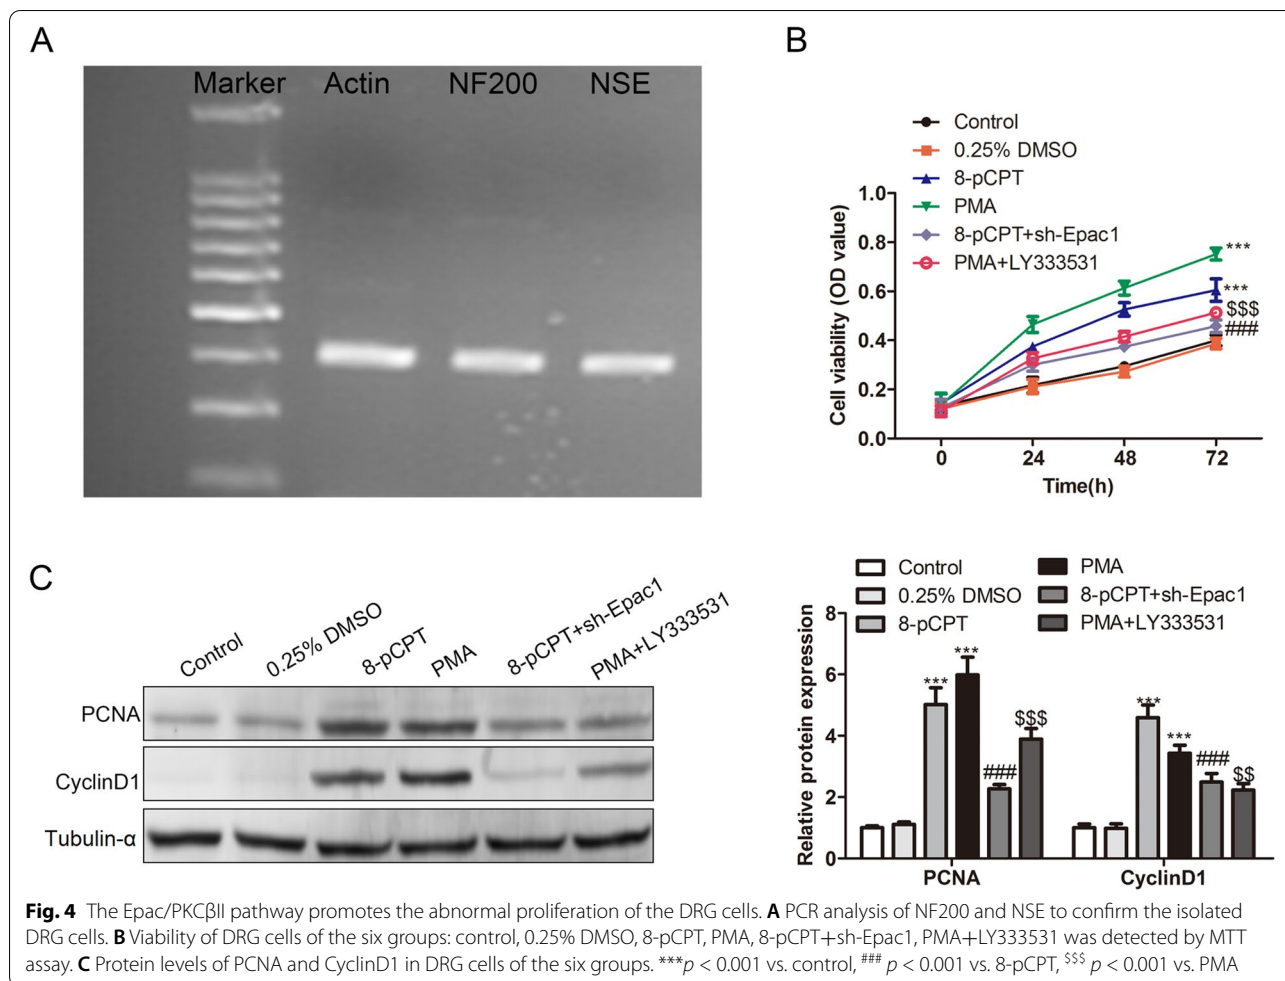 A
Marker Actin NF200 NSE
B
Control
0.25% DMSO
8-pCPT
PMA
8-pCPT+sh-Epac1
PMA+LY333531
Cell viability (OD value)
1.0
0.8
0.6
0.4
0.2
0.0
***
***
$$$
###
0 24 48 72
Time(h)
C
Control 0.25% DMSO 8-pCPT PMA 8-pCPT+sh-Epac1 PMA+LY333531
PCNA
CyclinD1
Tubulin-α
Control
0.25% DMSO
8-pCPT
PMA
8-pCPT+sh-Epac1
PMA+LY333531
Relative protein expression
8
6
4
2
0
*** *** ### $$$
*** *** ### $$
PCNA CyclinD1
Fig. 4 The Epac/PKCβII pathway promotes the abnormal proliferation of the DRG cells. A PCR analysis of NF200 and NSE to confirm the isolated
DRG cells. B Viability of DRG cells of the six groups: control, 0.25% DMSO, 8-pCPT, PMA, 8-pCPT+sh-Epac1, PMA+LY333531 was detected by MTT
assay. C Protein levels of PCNA and CyclinD1 in DRG cells of the six groups. ***p < 0.001 vs. control, ### p < 0.001 vs. 8-pCPT, $$$ p < 0.001 vs. PMA